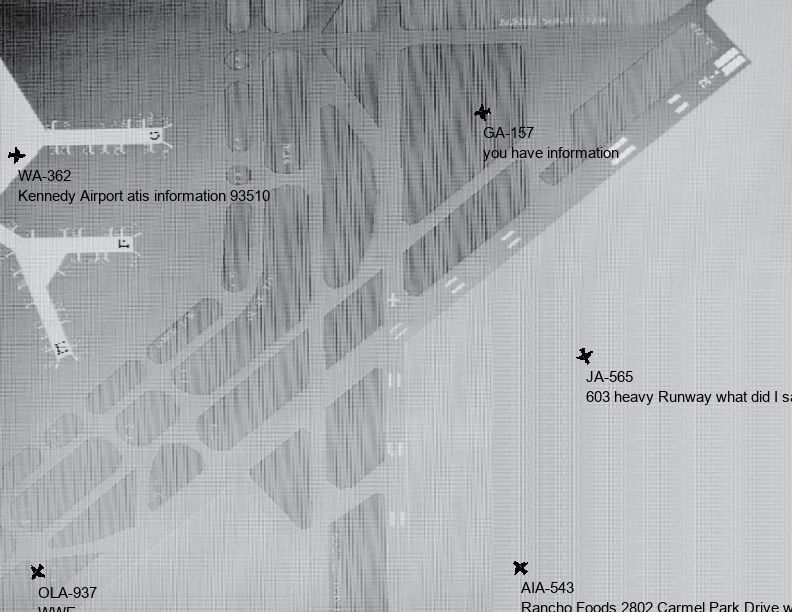 GA-157
you have information
WA-362
Kennedy Airport atis information 93510
JA-565
603 heavy Runway what did I
AIA-543
Rancho Foods 2802 Carmel Park Drive
OLA-937
WWE